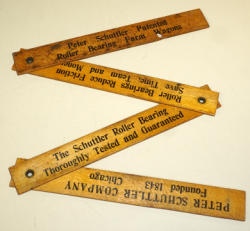 Peter Schuttler Patented
Roller Bearing Farm Wagons
Roller Bearings Reduce Friction
Save Time, Team and Money
The Schuttler Roller Bearing
Thoroughly Tested and Guaranteed
PETER SCHUTTLER COMPANY
Founded 1843 Chicago